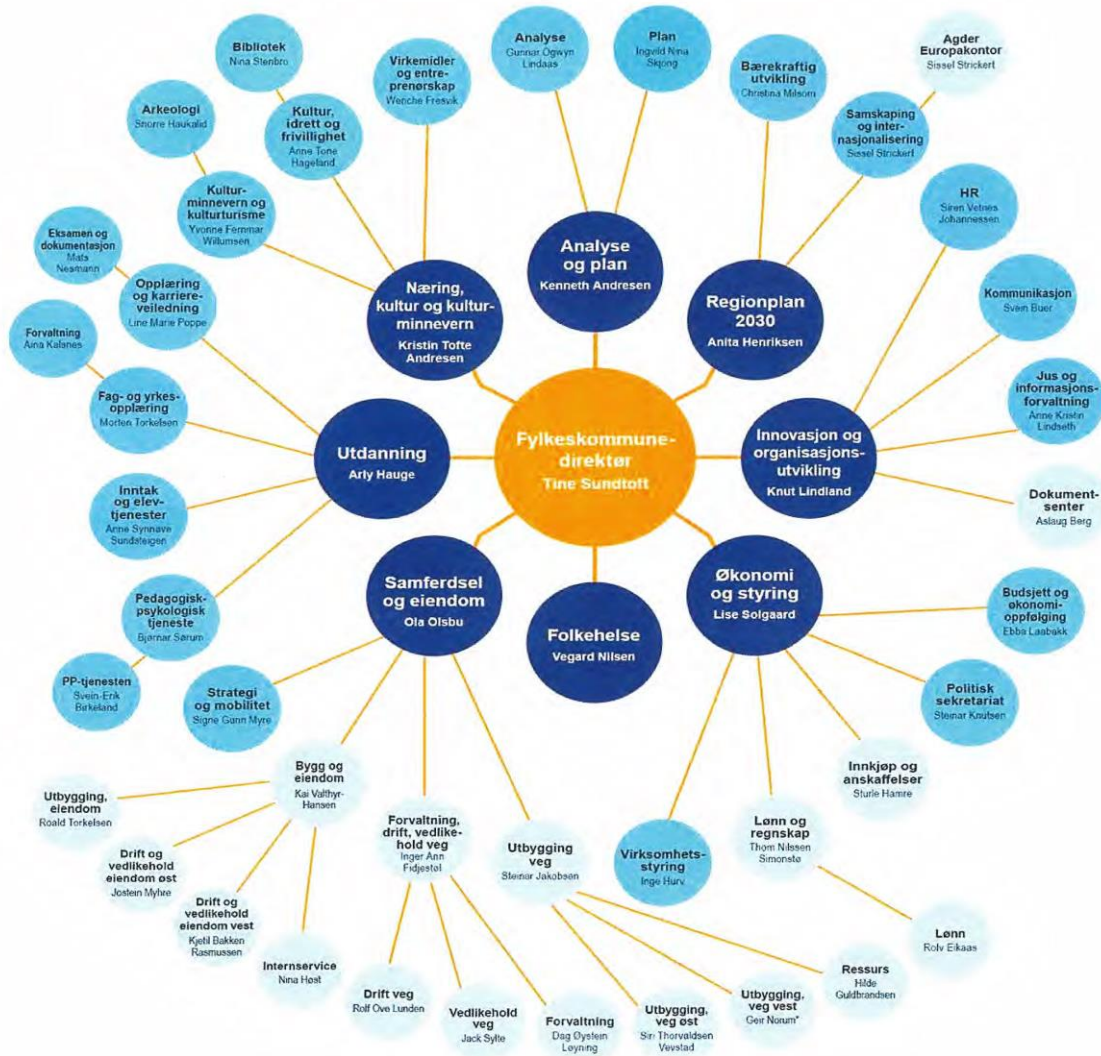 Bibliotek
Nina Stenbro
Virkemidler
og entre-
prenørskap
Wenche Fresvik
Analyse
Gunnar Ogwyn
Lindaas
Plan
Ingvild Nina
Skjong
Bærekraftig
utvikling
Christina Milsom
Agder
Europakontor
Sissel Strickert
Arkeologi
Snorre Haukalid
Kultur,
idrett og
frivillighet
Anne Tone
Hageland
Samskaping
og inter-
nasjonalisering
Sissel Strickert
Kultur-
minnevern og
kulturturisme
Yvonne Fernmar
Willumsen
HR
Siren Vetnes
Johannessen
Eksamen og
dokumentasjon
Mats
Nesmann
Opplæring
og karriere-
veiledning
Line Marie Poppe
Næring,
kultur og kultur-
minnevern
Kristin Tofte
Andresen
Analyse
og plan
Kenneth Andresen
Regionplan
2030
Anita Henriksen
Kommunikasjon
Svein Buer
Forvaltning
Aina Kalanes
Jus og
informasjons-
forvaltning
Anne Kristin
Lindseth
Fag- og yrkes-
opplæring
Morten Torkelsen
Utdanning
Arly Hauge
Fylkeskommune-
direktør
Tine Sundtoft
Innovasjon og
organisasjons-
utvikling
Knut Lindland
Inntak
og elev-
tjenester
Anne Synnøve
Sundsteigen
Dokument-
senter
Aslaug Berg
Pedagogisk-
psykologisk
tjeneste
Bjørnar Sørum
Samferdsel
og eiendom
Ola Olsbu
Folkehelse
Vegard Nilsen
Økonomi
og styring
Lise Solgaard
Budsjett og
økonomi-
oppfølging
Ebba Laabakk
PP-tjenesten
Svein-Erik
Birkeland
Strategi
og mobilitet
Signe Gunn Myre
Politisk
sekretariat
Steinar Knutsen
Bygg og
eiendom
Kai Valthyr-
Hansen
Innkjøp og
anskaffelser
Sturle Hamre
Utbygging,
eiendom
Roald Torkelsen
Forvaltning,
drift, vedlike-
hold veg
Inger Ann
Fidjestøl
Utbygging
veg
Steinar Jakobsen
Virksomhets-
styring
Inge Hurv
Lønn og
regnskap
Thom Nilssen
Simonstø
Drift og
vedlikehold
eiendom øst
Jostein Myhre
Drift og
vedlikehold
eiendom vest
Kjetil Bakken
Rasmussen
Internservice
Nina Høst
Lønn
Rolv Eikaas
Drift veg
Rolf Ove Lunden
Vedlikehold
veg
Jack Sylte
Forvaltning
Dag Øystein
Løyning
Utbygging,
veg øst
Siri Thorvaldsen
Vevstad
Utbygging,
veg vest
Geir Norum*
Ressurs
Hilde
Guldbrandsen